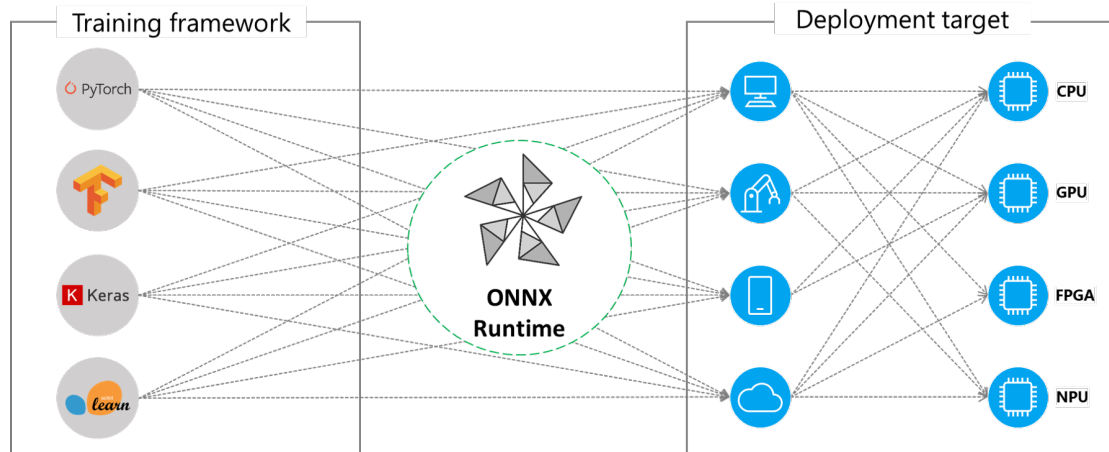 Training framework
Deployment target
PyTorch
CPU
GPU
Keras
ONNX
Runtime
FPGA
learn
NPU